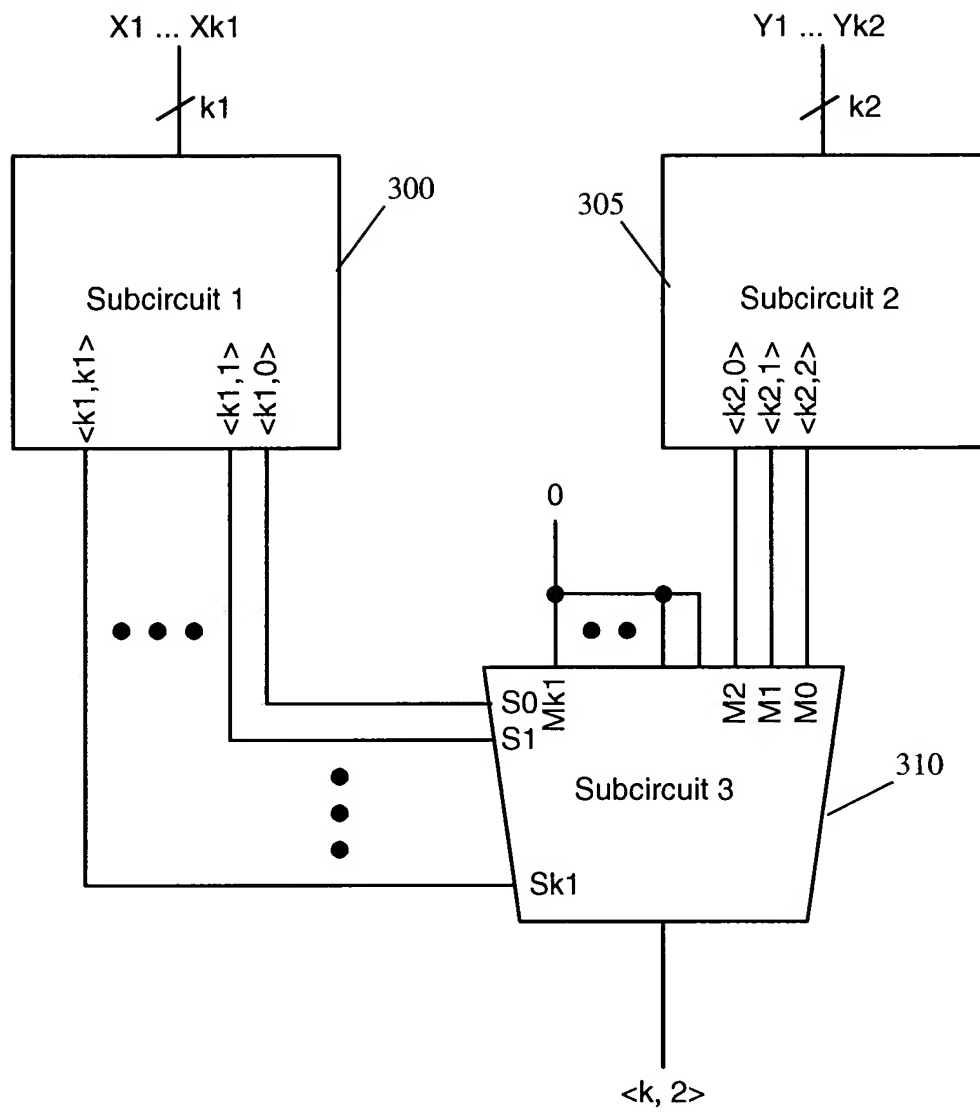 X1 ... Xk1
Y1 ... Yk2
k1
k2
300
305
Subcircuit 1
Subcircuit 2
<k1,k1>
<k1,1>
<k1,0>
<k2,0>
<k2,1>
<k2,2>
0
S0
S1
Mk1
M2
M1
M0
Subcircuit 3
310
Sk1
<k, 2>